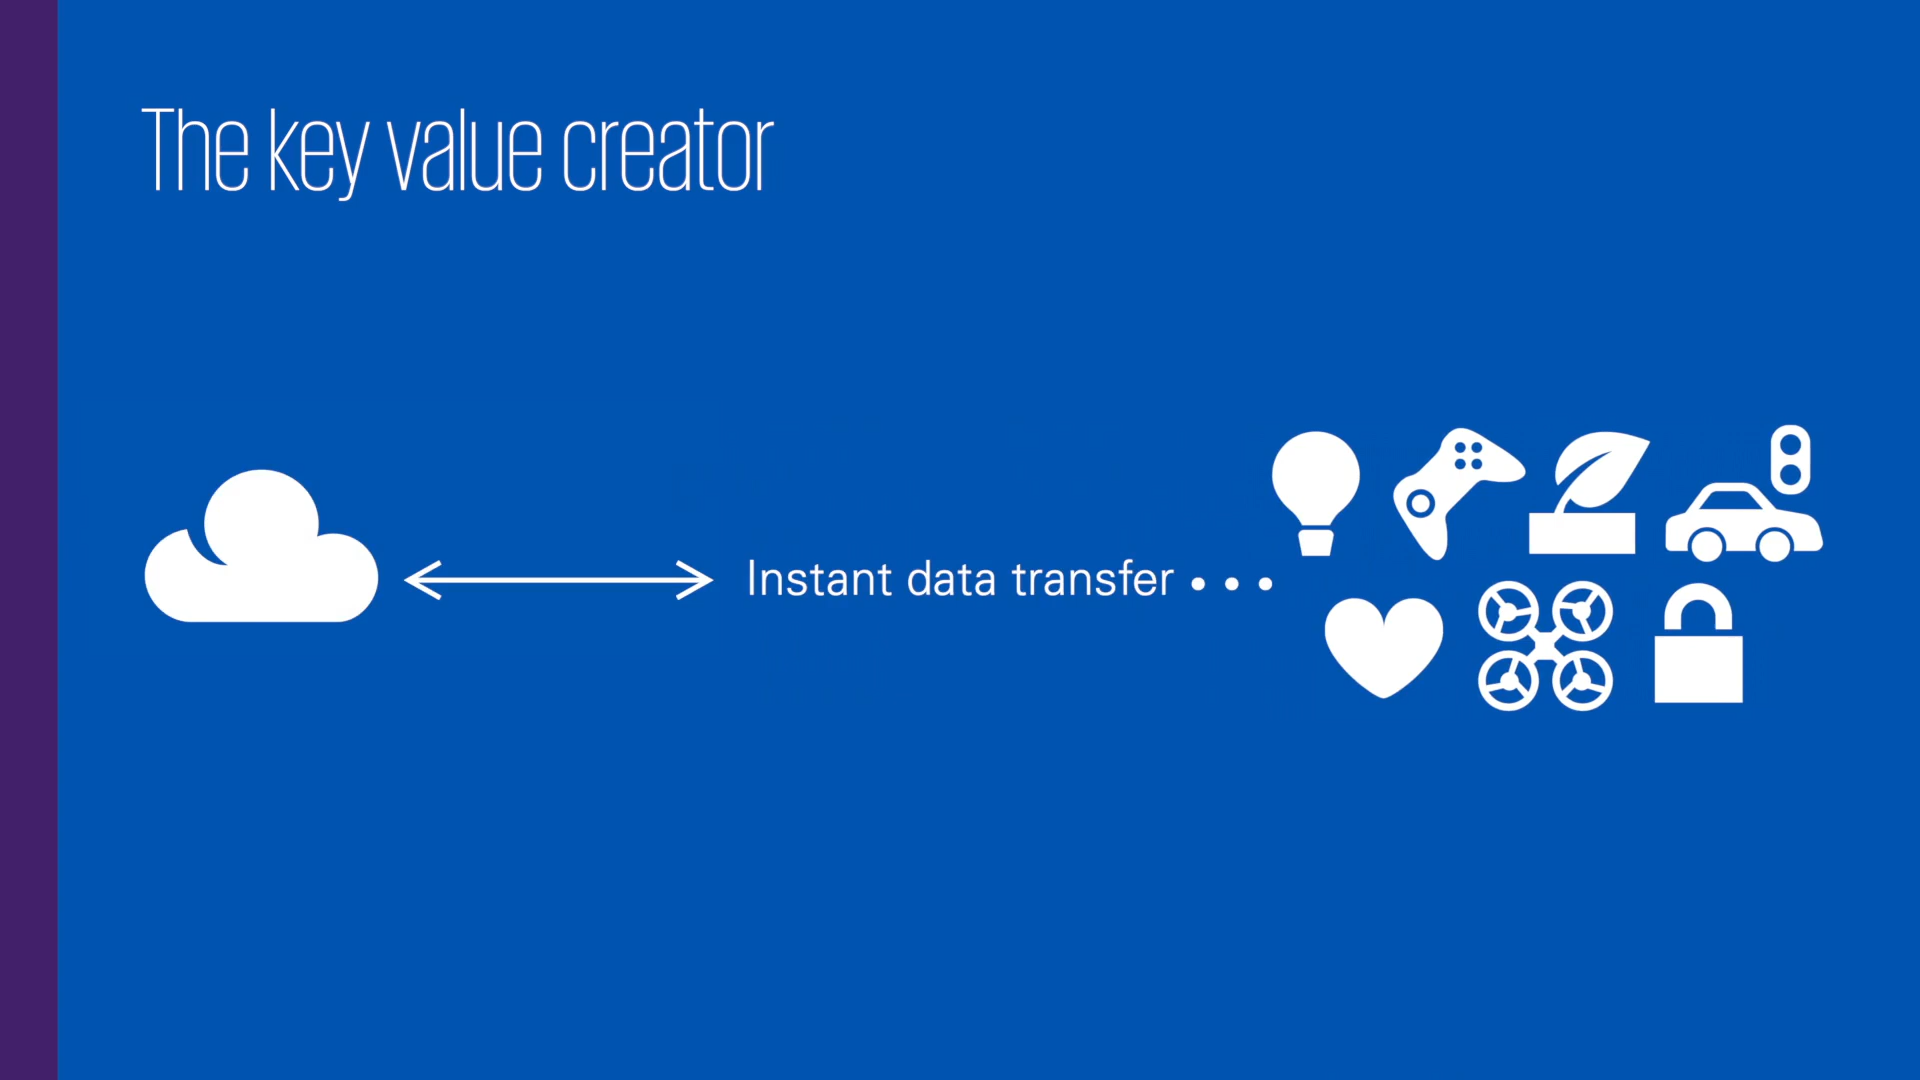 The key value creator
Instant data transfer •••